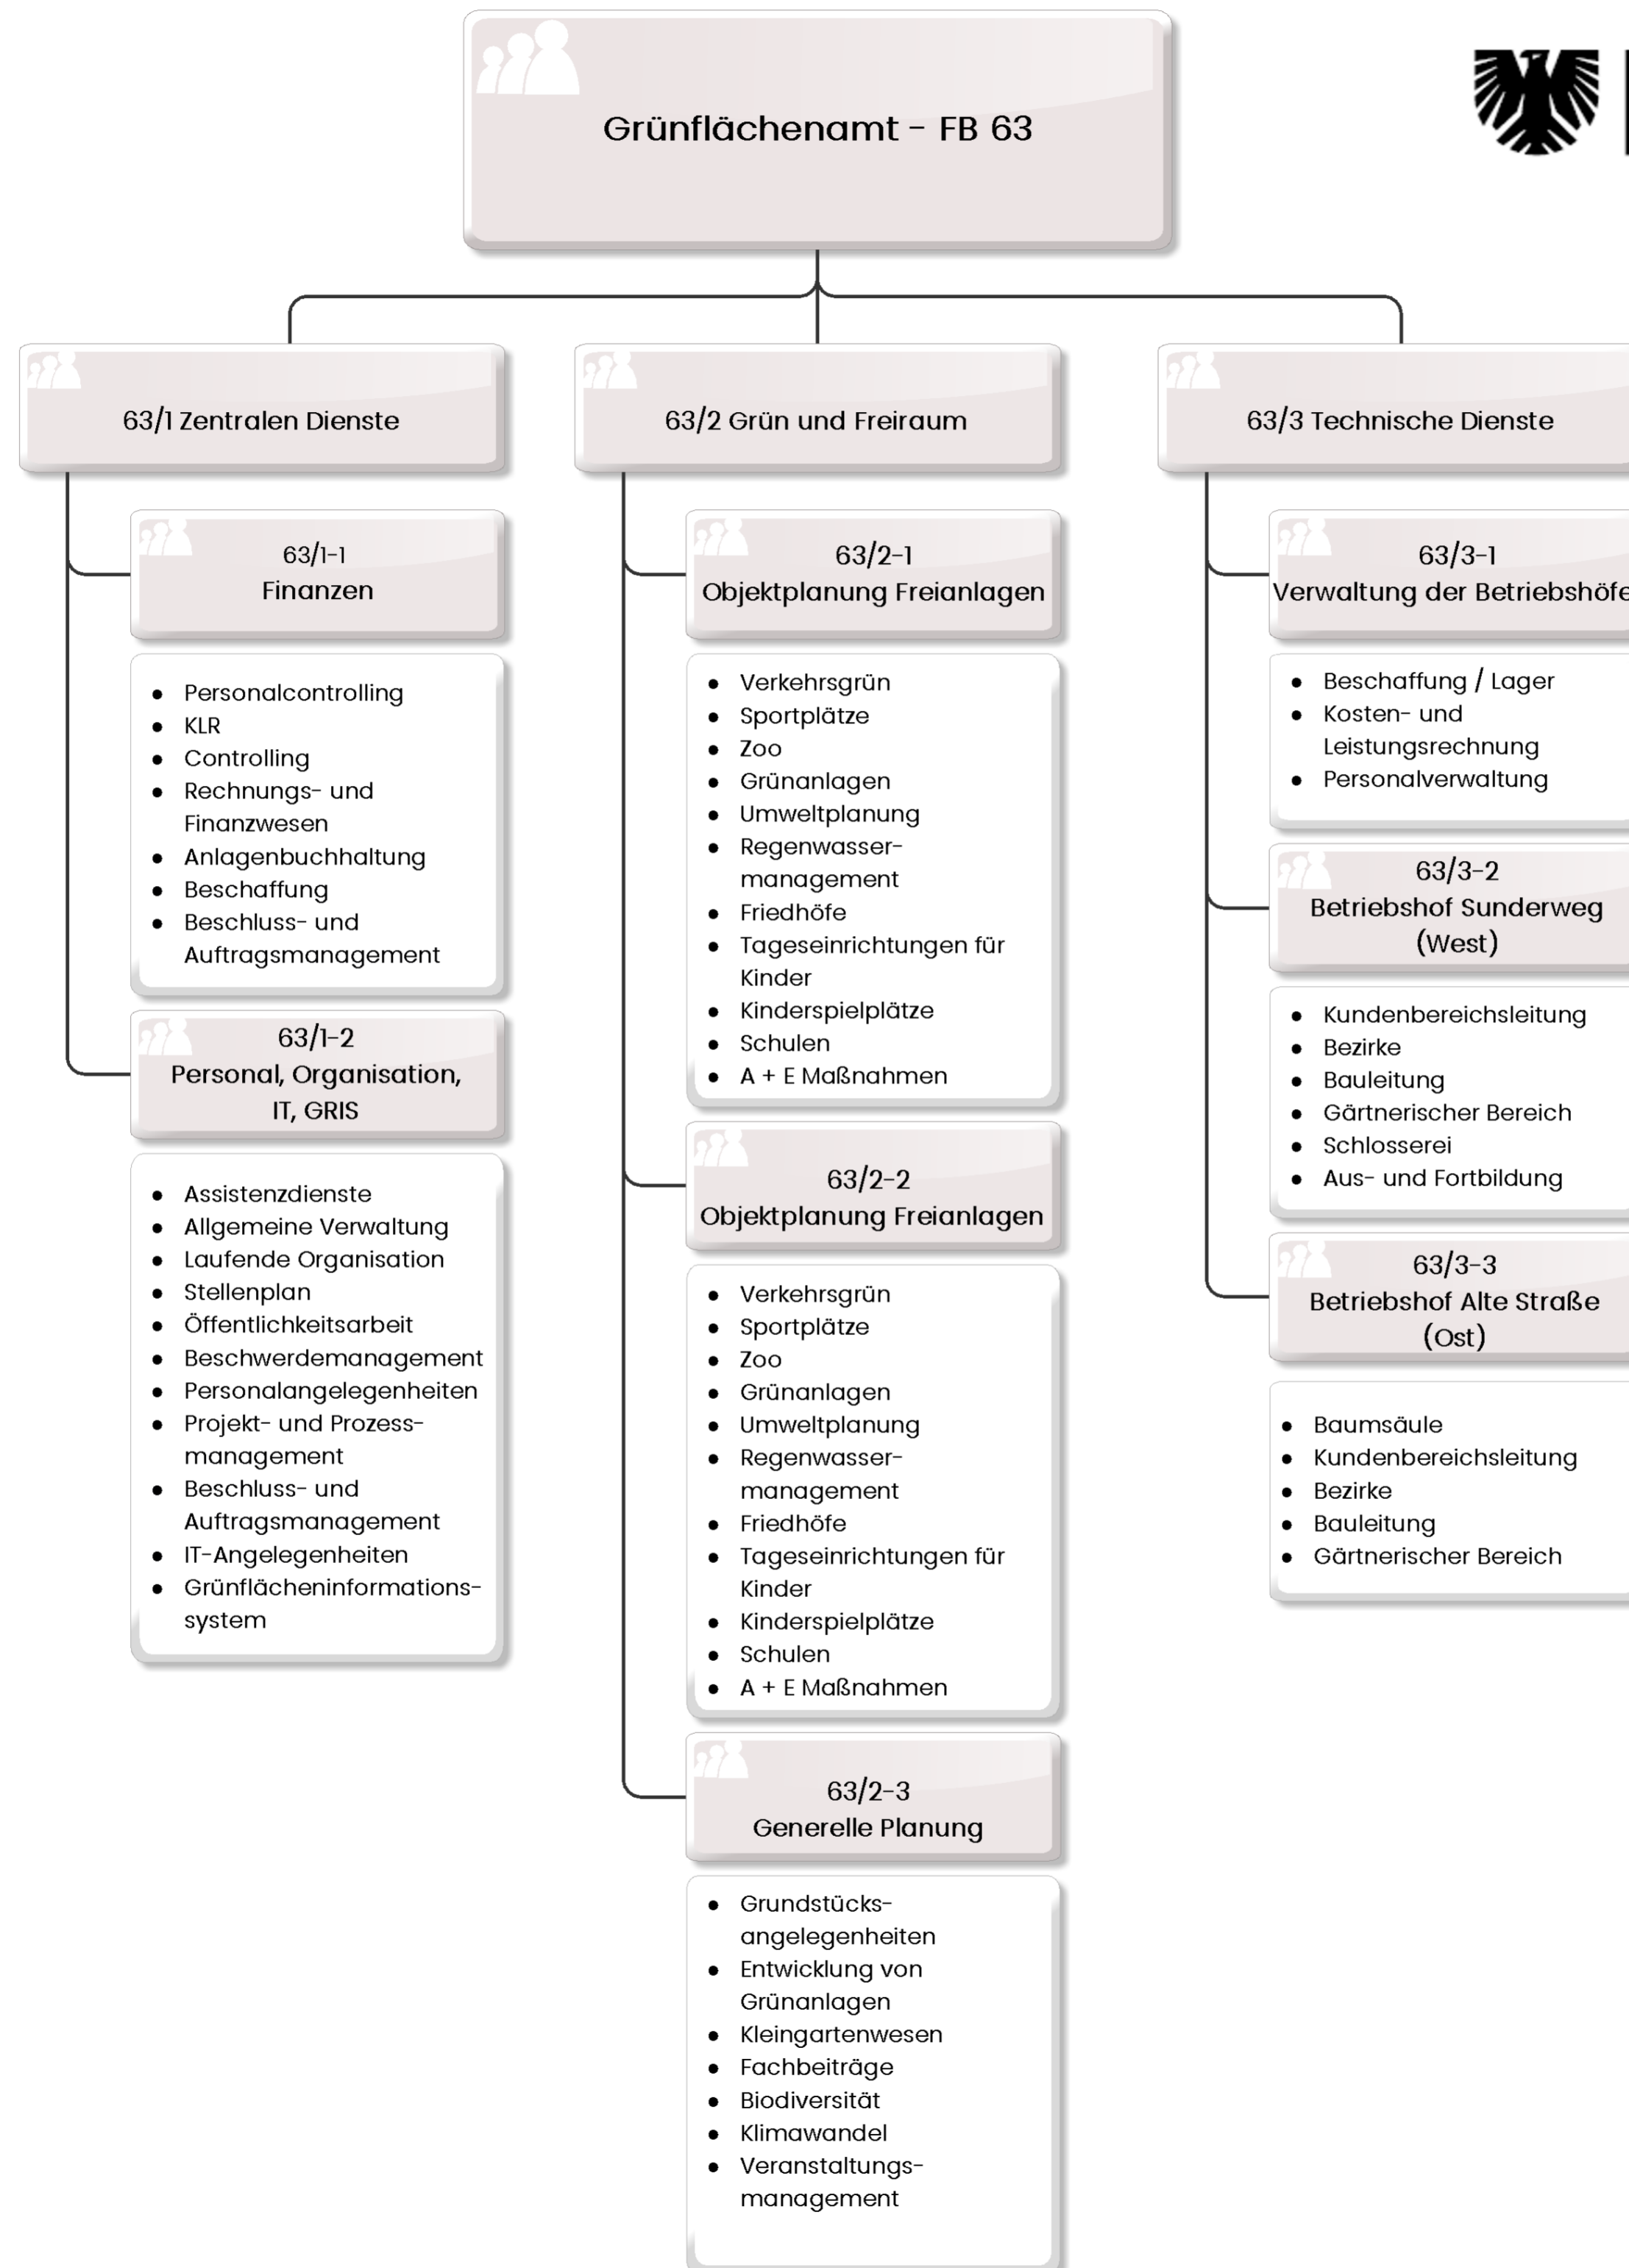 Grünflächenamt - FB 63
63/1 Zentralen Dienste
63/1-1
Finanzen
● Personalcontrolling
● KLR
● Controlling
● Rechnungs- und
Finanzwesen
● Anlagenbuchhaltung
● Beschaffung
● Beschluss- und
Auftragsmanagement
63/1-2
Personal, Organisation,
IT, GRIS
● Assistenzdienste
● Allgemeine Verwaltung
● Laufende Organisation
● Stellenplan
● Öffentlichkeitsarbeit
● Beschwerdemanagement
● Personalangelegenheiten
● Projekt- und Prozess-
management
● Beschluss- und
Auftragsmanagement
● IT-Angelegenheiten
● Grünflächeninformations-
system
63/2 Grün und Freiraum
63/2-1
Objektplanung Freianlagen
● Verkehrsgrün
● Sportplätze
● Zoo
● Grünanlagen
● Umweltplanung
● Regenwasser-
management
● Friedhöfe
● Tageseinrichtungen für
Kinder
● Kinderspielplätze
● Schulen
● A + E Maßnahmen
63/2-2
Objektplanung Freianlagen
● Verkehrsgrün
● Sportplätze
● Zoo
● Grünanlagen
● Umweltplanung
● Regenwasser-
management
● Friedhöfe
● Tageseinrichtungen für
Kinder
● Kinderspielplätze
● Schulen
● A + E Maßnahmen
63/2-3
Generelle Planung
● Grundstücks-
angelegenheiten
● Entwicklung von
Grünanlagen
● Kleingartenwesen
● Fachbeiträge
● Biodiversität
● Klimawandel
● Veranstaltungs-
management
63/3 Technische Dienste
63/3-1
Verwaltung der Betriebshöfe
● Beschaffung / Lager
● Kosten- und
Leistungsrechnung
● Personalverwaltung
63/3-2
Betriebshof Sunderweg
(West)
● Kundenbereichsleitung
● Bezirke
● Bauleitung
● Gärtnerischer Bereich
● Schlosserei
● Aus- und Fortbildung
63/3-3
Betriebshof Alte Straße
(Ost)
● Baumsäule
● Kundenbereichsleitung
● Bezirke
● Bauleitung
● Gärtnerischer Bereich